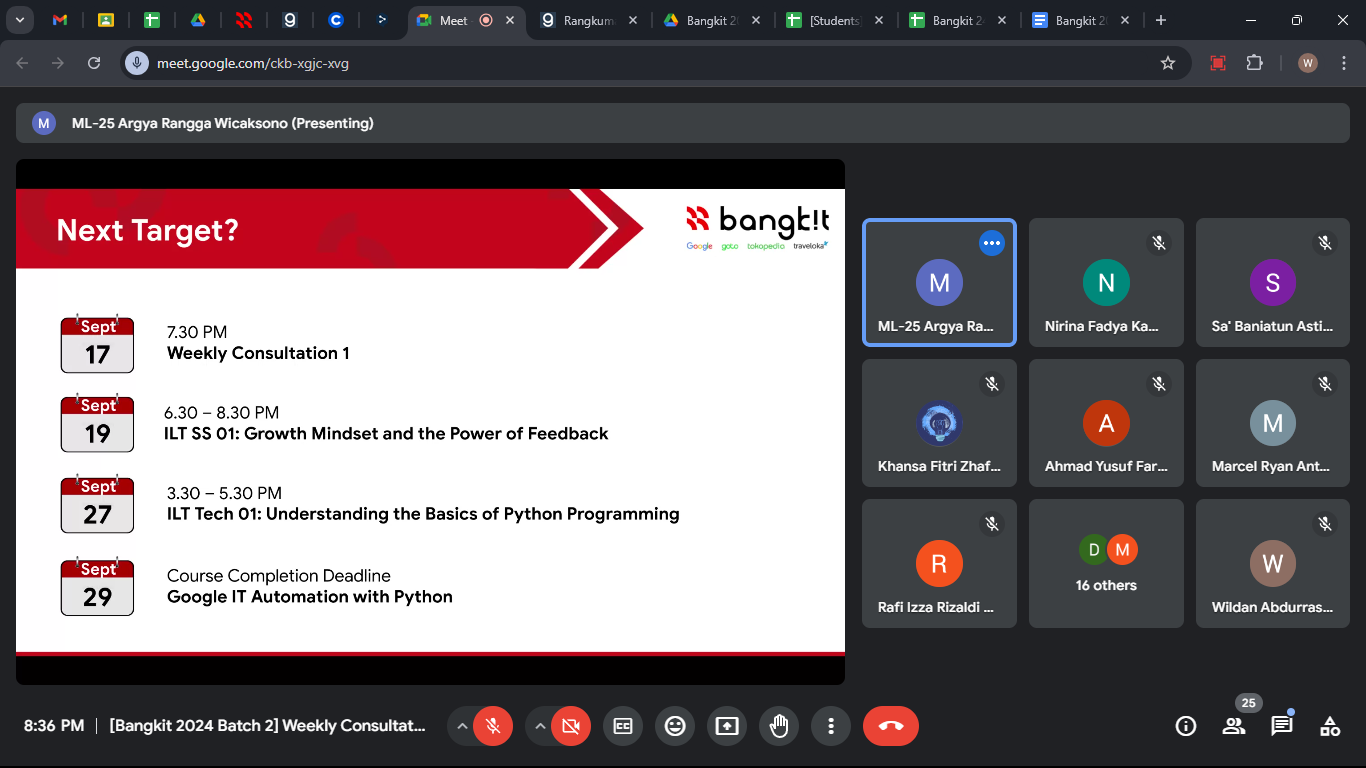 Meet
Rangkum
Bangkit 2
[Students
Bangkit 2
Bangkit 2
meet.google.com/ckb-xgjc-xvg
W
M
ML-25 Argya Rangga Wicaksono (Presenting)
Next Target?
bangk!t
Google goto tokopedia traveloka
Sept
17
7.30 PM
Weekly Consultation 1
Sept
19
6.30 – 8.30 PM
ILT SS 01: Growth Mindset and the Power of Feedback
Sept
27
3.30 – 5.30 PM
ILT Tech 01: Understanding the Basics of Python Programming
Sept
29
Course Completion Deadline
Google IT Automation with Python
M
ML-25 Argya Ra...
N
Nirina Fadya Ka...
S
Sa' Baniatun Asti...
Khansa Fitri Zhaf...
A
Ahmad Yusuf Far...
M
Marcel Ryan Ant...
R
Rafi Izza Rizaldi ...
D M
16 others
W
Wildan Abdurras...
8:36 PM | [Bangkit 2024 Batch 2] Weekly Consultat...
CC
25